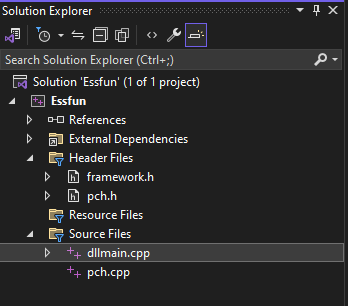 Solution Explorer
Search Solution Explorer (Ctrl+;)
Solution 'Essfun' (1 of 1 project)
Essfun
References
External Dependencies
Header Files
framework.h
pch.h
Resource Files
Source Files
dllmain.cpp
pch.cpp